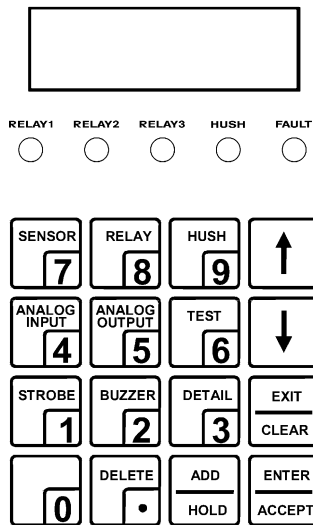 RELAY1 RELAY2 RELAY3 HUSH FAULT
SENSOR RELAY HUSH
7 8 9
ANALOG ANALOG TEST
INPUT OUTPUT
4 5 6
STROBE BUZZER DETAIL EXIT
1 2 3 CLEAR
DELETE ADD ENTER
0 • HOLD ACCEPT